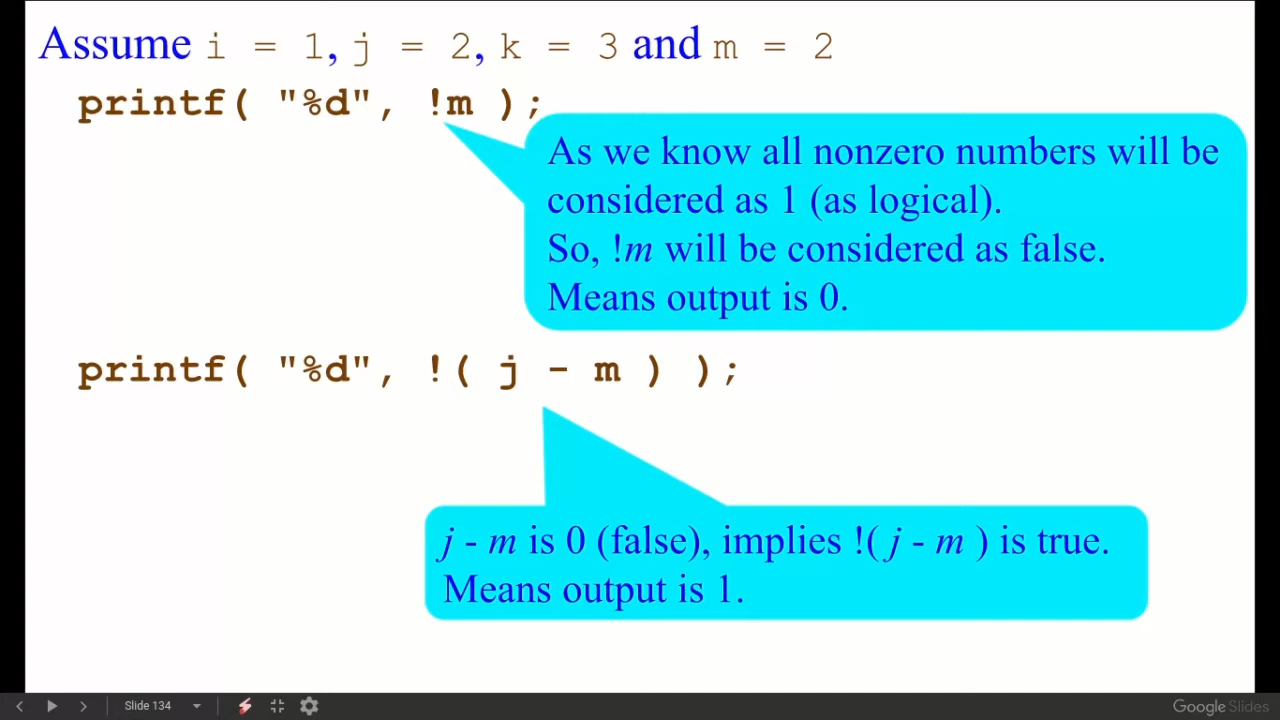 Assume i = 1, j = 2, k = 3 and m = 2
printf( "%d", !m );
As we know all nonzero numbers will be
considered as 1 (as logical).
So, !m will be considered as false.
Means output is 0.
printf( "%d", !( j - m ) );
j - m is 0 (false), implies !( j - m ) is true.
Means output is 1.
Slide 134
Google Slides